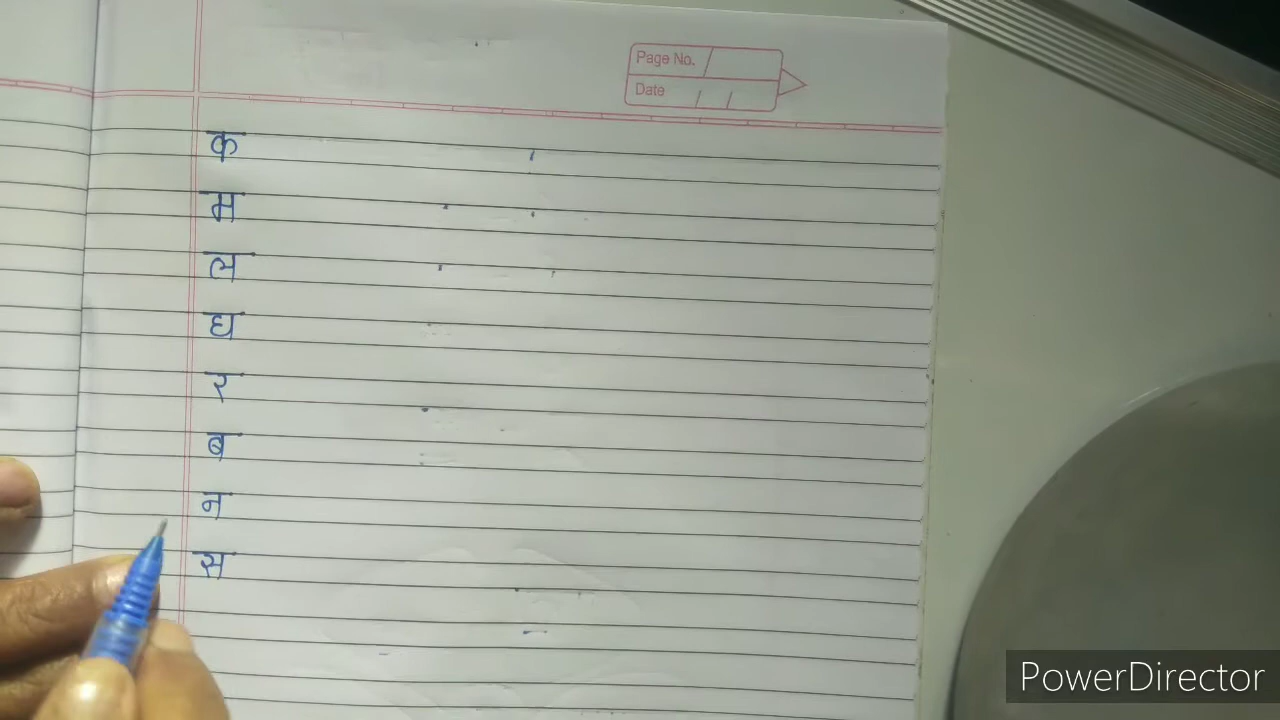 Page No.
Date / /
क
म
ल
घ
र
ब
न
स
PowerDirector